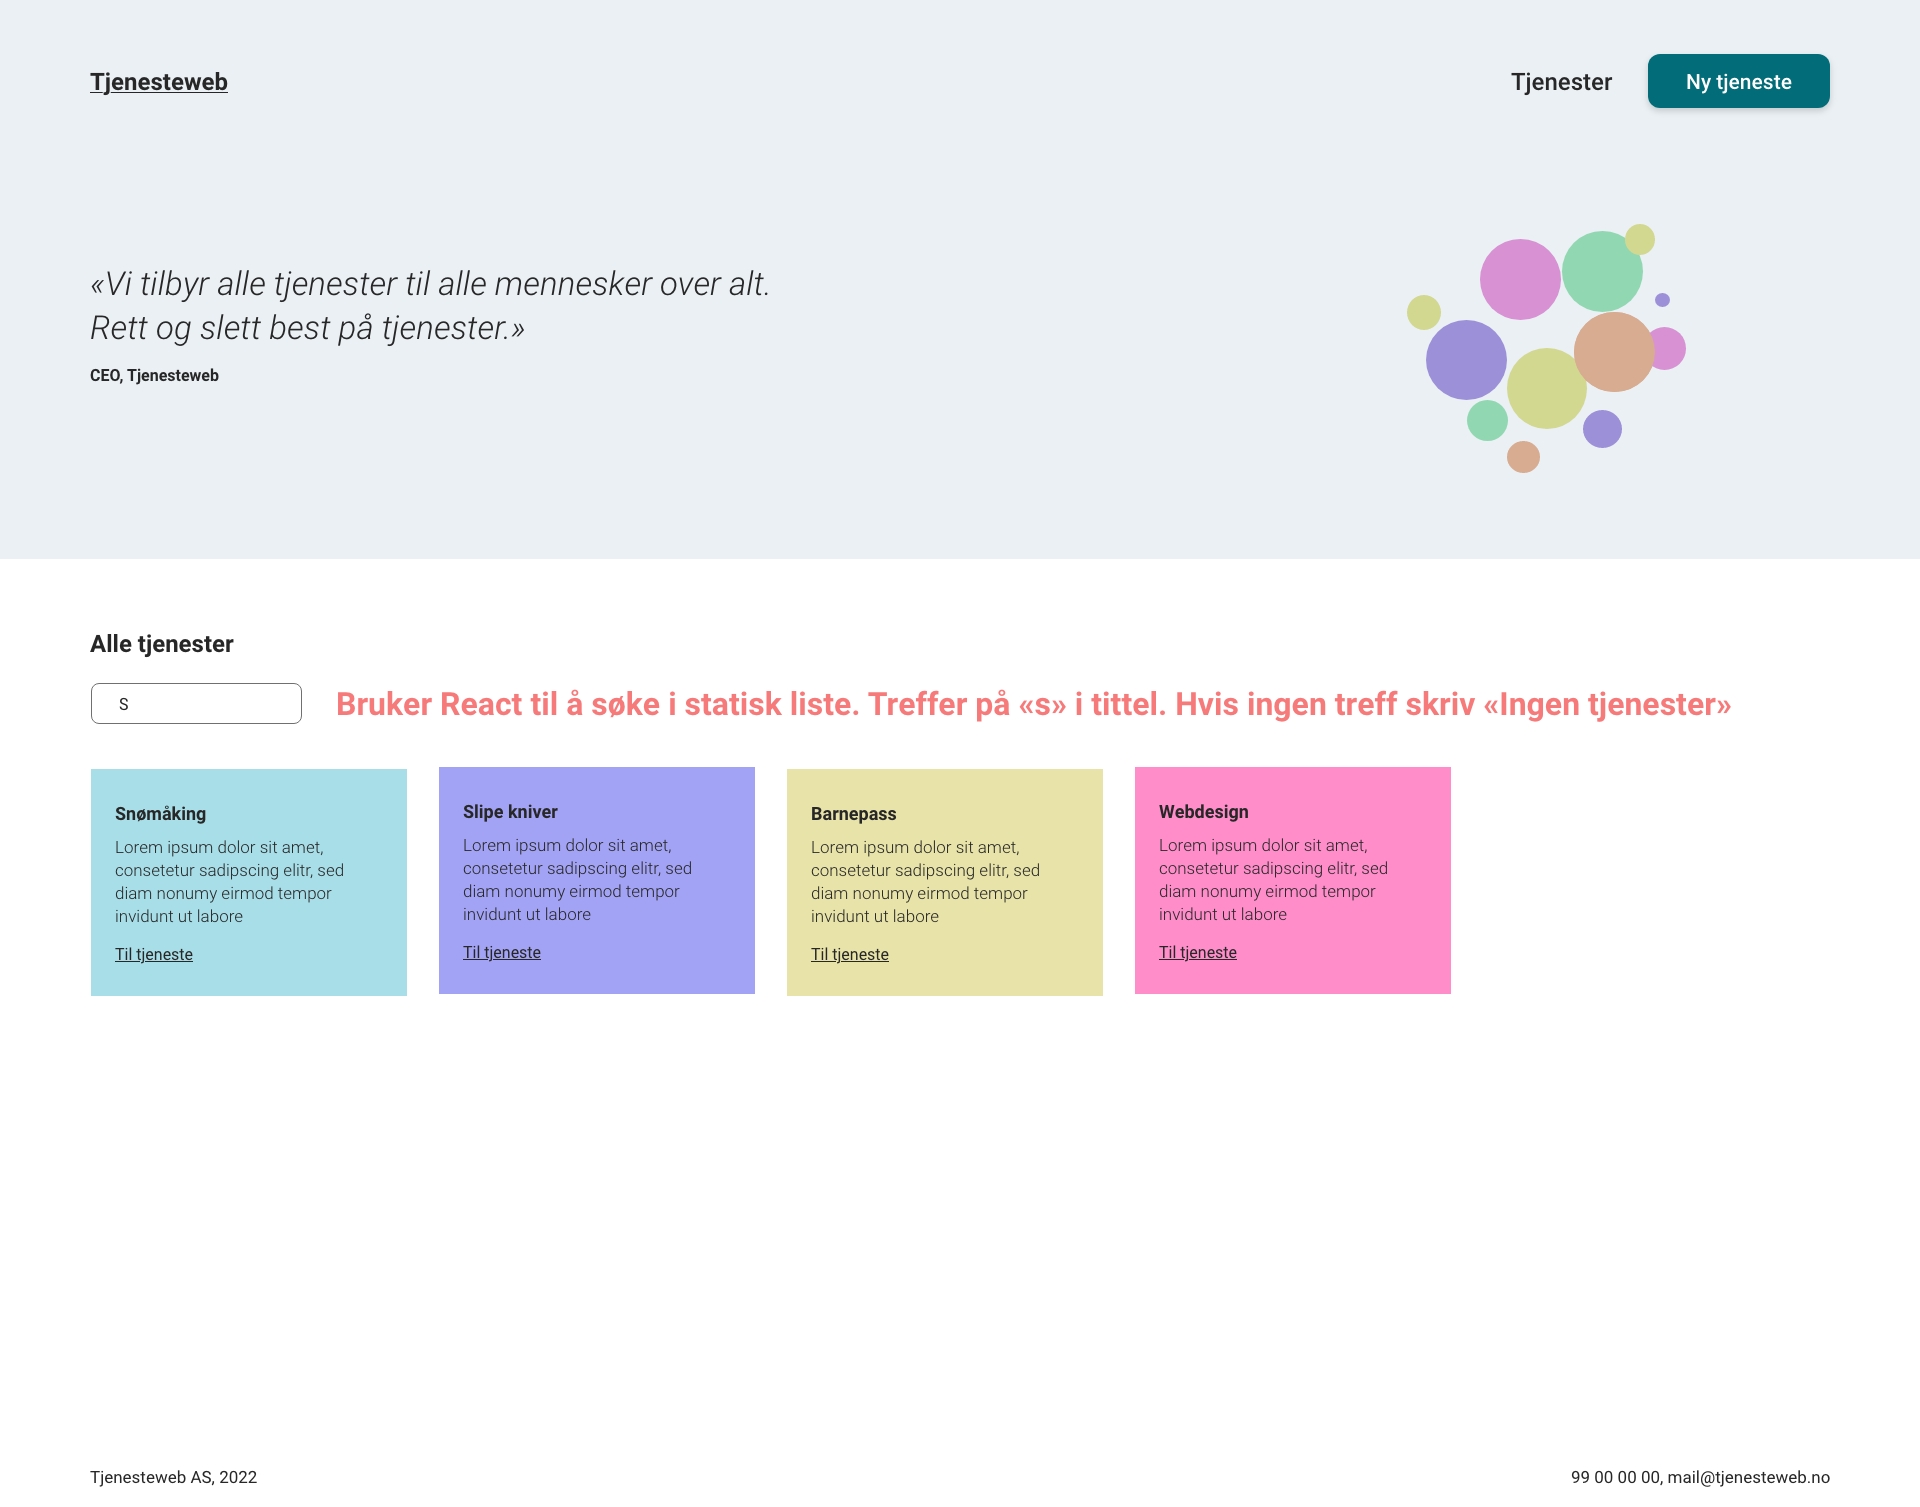 Tjenesteweb
Tjenester
Ny tjeneste
«Vi tilbyr alle tjenester til alle mennesker over alt.
Rett og slett best på tjenester.»
CEO, Tjenesteweb
Alle tjenester
S
Bruker React til å søke i statisk liste. Treffer på «s» i tittel. Hvis ingen treff skriv «Ingen tjenester»
Snømåking
Lorem ipsum dolor sit amet,
consetetur sadipscing elitr, sed
diam nonumy eirmod tempor
invidunt ut labore
Til tjeneste
Slipe kniver
Lorem ipsum dolor sit amet,
consetetur sadipscing elitr, sed
diam nonumy eirmod tempor
invidunt ut labore
Til tjeneste
Barnepass
Lorem ipsum dolor sit amet,
consetetur sadipscing elitr, sed
diam nonumy eirmod tempor
invidunt ut labore
Til tjeneste
Webdesign
Lorem ipsum dolor sit amet,
consetetur sadipscing elitr, sed
diam nonumy eirmod tempor
invidunt ut labore
Til tjeneste
Tjenesteweb AS, 2022
99 00 00 00, mail@tjenesteweb.no